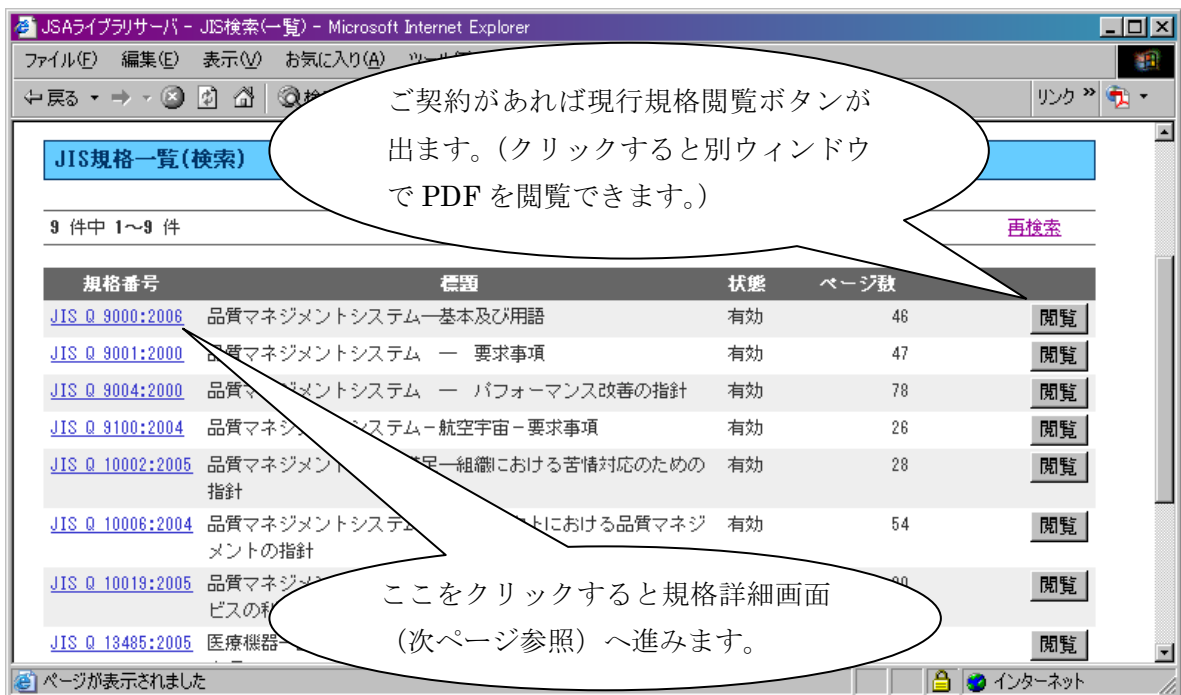 JSAライブラリサーバ - JIS検索(一覧) - Microsoft Internet Explorer
ファイル(F) 編集(E) 表示(V) お気に入り(A)
戻る リンク »
ご契約があれば現行規格閲覧ボタンが
出ます。（クリックすると別ウィンドウ
で PDF を閲覧できます。）
JIS規格一覧(検索)
9 件中 1～9 件 再検索
規格番号 標題 状態 ページ数
JIS Q 9000:2006 品質マネジメントシステム―基本及び用語 有効 46 閲覧
JIS Q 9001:2000 品質マネジメントシステム ― 要求事項 有効 47 閲覧
JIS Q 9004:2000 品質マネジメントシステム ― パフォーマンス改善の指針 有効 78 閲覧
JIS Q 9100:2004 品質マネジメントシステム－航空宇宙－要求事項 有効 26 閲覧
JIS Q 10002:2005 品質マネジメント 足―組織における苦情対応のための 有効 28 閲覧
指針
JIS Q 10006:2004 品質マネジメントシステム トにおける品質マネジ 有効 54 閲覧
メントの指針
JIS Q 10019:2005 品質マネジメン 閲覧
ビスの利
ここをクリックすると規格詳細画面
（次ページ参照）へ進みます。
JIS Q 13485:2005 医療機器 閲覧
ページが表示されました インターネット